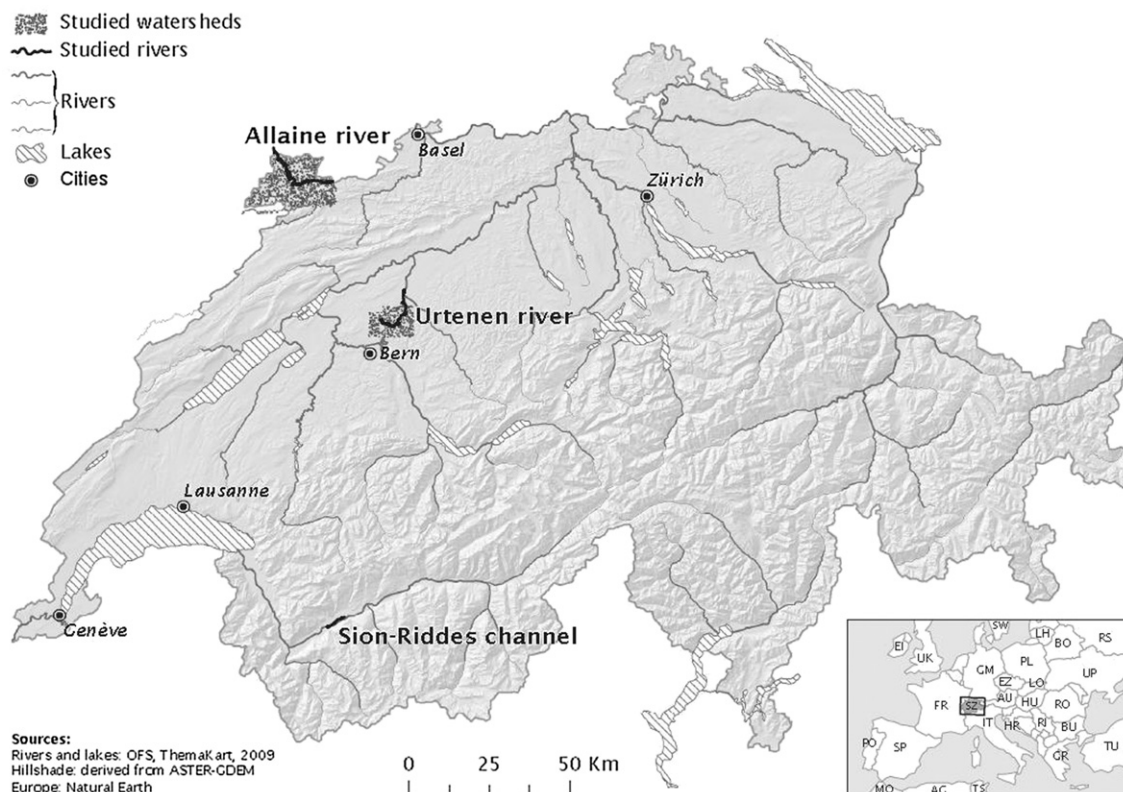 Studied watersheds
Studied rivers
Rivers
Lakes
Cities
Allaine river
Basel
Zürich
Urtenen river
Bern
Lausanne
Genève
Sion-Riddes channel
Sources:
Rivers and lakes: OFS, ThemaKart, 2009
Hillshade: derived from ASTER-GDEM
Europe: Natural Earth
0 25 50 Km
SW
LH
RS
EI
BO
UK
PL
GM
EZ
LO
UP
AU
HU
FR
SZ
RO
IT
HR
RI
BU
PO
SP
GR
TU
MO
AG
TS